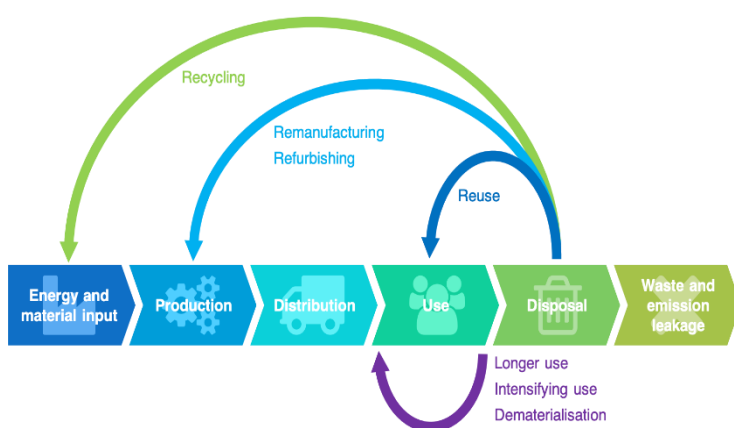 Recycling
Remanufacturing
Refurbishing
Reuse
Energy and
material input
Production
Distribution
Use
Disposal
Waste and
emission
leakage
Longer use
Intensifying use
Dematerialisation